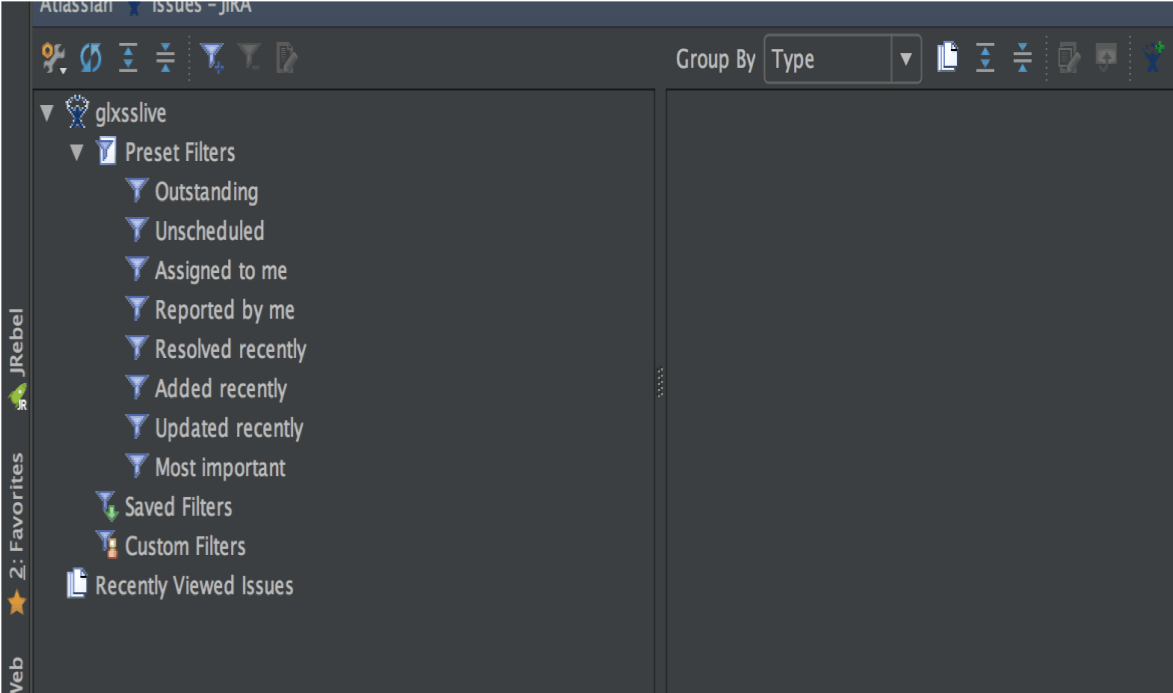 Atlassian Issues – JIRA
Group By Type
glxsslive
Preset Filters
Outstanding
Unscheduled
Assigned to me
Reported by me
Resolved recently
Added recently
Updated recently
Most important
Saved Filters
Custom Filters
Recently Viewed Issues
JRebel
JR
2: Favorites
Web